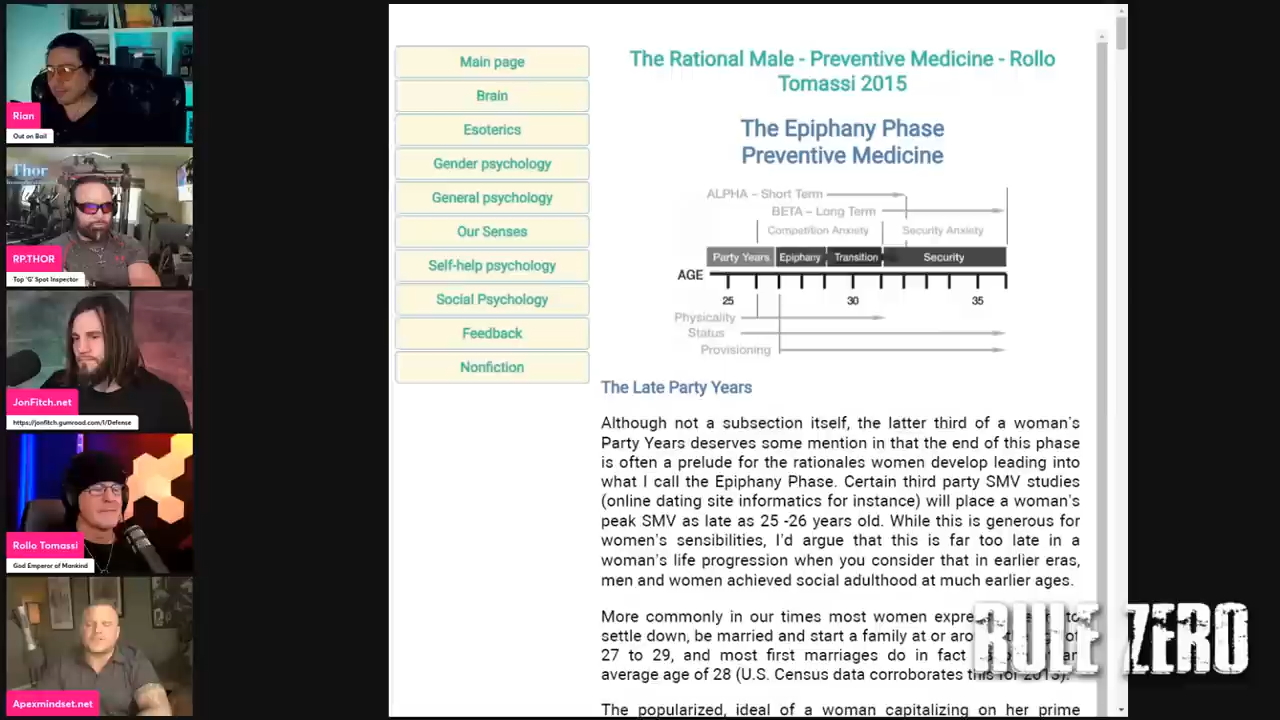 Rian
Out on Bail
Thor
RP.THOR
Top 'G' Spot Inspector
JonFitch.net
https://jonfitch.gumroad.com/l/Defense
Rollo Tomassi
God Emperor of Mankind
Apexmindset.net
Main page
Brain
Esoterics
Gender psychology
General psychology
Our Senses
Self-help psychology
Social Psychology
Feedback
Nonfiction
The Rational Male - Preventive Medicine - Rollo
Tomassi 2015
The Epiphany Phase
Preventive Medicine
ALPHA – Short Term
BETA – Long Term
Competition Anxiety
Security Anxiety
Party Years
Epiphany
Transition
Security
AGE
25
30
35
Physicality
Status
Provisioning
The Late Party Years
Although not a subsection itself, the latter third of a woman's
Party Years deserves some mention in that the end of this phase
is often a prelude for the rationales women develop leading into
what I call the Epiphany Phase. Certain third party SMV studies
(online dating site informatics for instance) will place a woman's
peak SMV as late as 25 -26 years old. While this is generous for
women's sensibilities, I'd argue that this is far too late in a
woman's life progression when you consider that in earlier eras,
men and women achieved social adulthood at much earlier ages.
More commonly in our times most women to
settle down, be married and start a family at or of
27 to 29, and most first marriages do in fact
average age of 28 (U.S. Census data corroborates this for 2013).
The popularized, ideal of a woman capitalizing on her prime
RULE ZERO